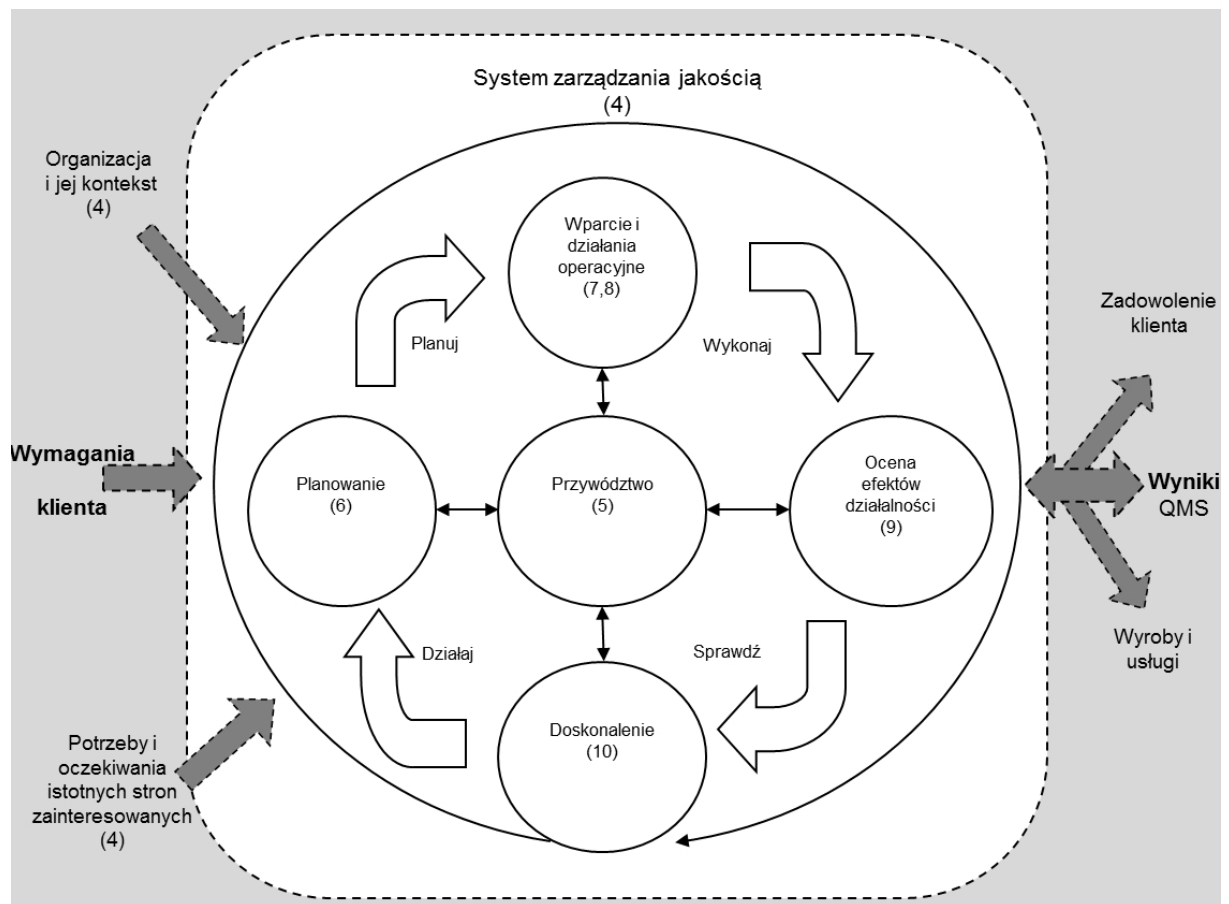 System zarządzania jakością
(4)
Organizacja
i jej kontekst
(4)
Wparcie i
działania
operacyjne
(7,8)
Planuj
Wykonaj
Zadowolenie
klienta
Wymagania
klienta
Planowanie
(6)
Przywództwo
(5)
Ocena
efektów
działalności
(9)
Wyniki
QMS
Działaj
Sprawdź
Wyroby i
usługi
Doskonalenie
(10)
Potrzeby i
oczekiwania
istotnych stron
zainteresowanych
(4)